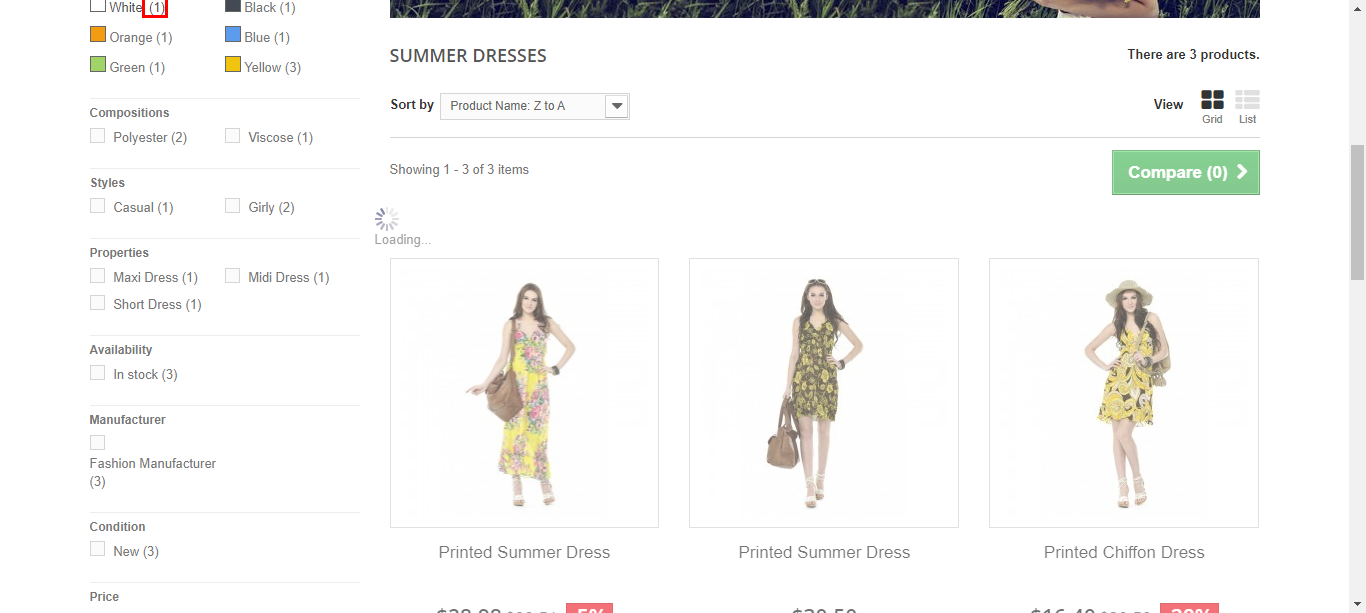 White (1)
Black (1)
Orange (1)
Blue (1)
Green (1)
Yellow (3)
Compositions
Polyester (2)
Viscose (1)
Styles
Casual (1)
Girly (2)
Properties
Maxi Dress (1)
Midi Dress (1)
Short Dress (1)
Availability
In stock (3)
Manufacturer
Fashion Manufacturer
(3)
Condition
New (3)
Price
SUMMER DRESSES
There are 3 products.
Sort by
Product Name: Z to A
View
Grid
List
Showing 1 - 3 of 3 items
Compare (0)
Loading...
Printed Summer Dress
Printed Summer Dress
Printed Chiffon Dress